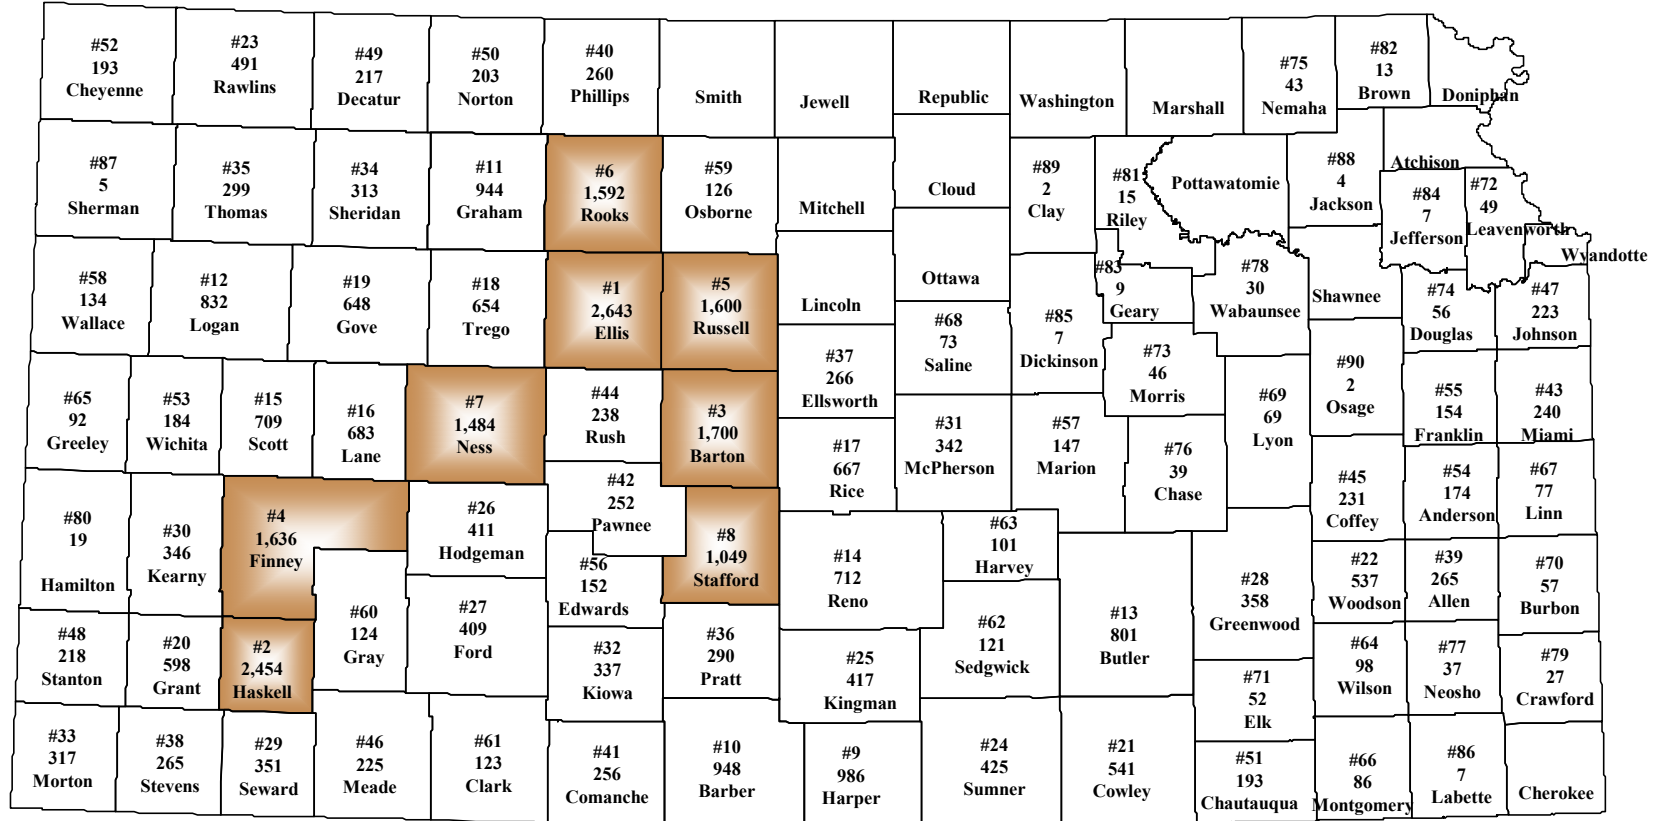 #52
193
Cheyenne
#23
491
Rawlins
#49
217
Decatur
#50
203
Norton
#40
260
Phillips
Smith
Jewell
Republic
Washington
Marshall
#75
43
Nemaha
#82
13
Brown
Doniphan
#87
5
Sherman
#35
299
Thomas
#34
313
Sheridan
#11
944
Graham
#6
1,592
Rooks
#59
126
Osborne
Mitchell
Cloud
#89
2
Clay
#81
15
Riley
Pottawatomie
#88
4
Jackson
Atchison
#84
7
Jefferson
#72
49
Leavenworth
Wyandotte
#58
134
Wallace
#12
832
Logan
#19
648
Gove
#18
654
Trego
#1
2,643
Ellis
#5
1,600
Russell
Lincoln
Ottawa
#68
73
Saline
#85
7
Dickinson
#83
9
Geary
#78
30
Wabaunsee
Shawnee
#74
56
Douglas
#47
223
Johnson
#65
92
Greeley
#53
184
Wichita
#15
709
Scott
#16
683
Lane
#7
1,484
Ness
#44
238
Rush
#3
1,700
Barton
#37
266
Ellsworth
#17
667
Rice
#31
342
McPherson
#57
147
Marion
#73
46
Morris
#76
39
Chase
#69
69
Lyon
#90
2
Osage
#55
154
Franklin
#43
240
Miami
#80
19
Hamilton
#30
346
Kearny
#4
1,636
Finney
#26
411
Hodgeman
#42
252
Pawnee
#8
1,049
Stafford
#56
152
Edwards
#14
712
Reno
#63
101
Harvey
#45
231
Coffey
#54
174
Anderson
#67
77
Linn
#60
124
Gray
#27
409
Ford
#32
337
Kiowa
#36
290
Pratt
#25
417
Kingman
#62
121
Sedgwick
#13
801
Butler
#28
358
Greenwood
#22
537
Woodson
#39
265
Allen
#70
57
Burbon
#48
218
Stanton
#20
598
Grant
#2
2,454
Haskell
#71
52
Elk
#64
98
Wilson
#77
37
Neosho
#79
27
Crawford
#33
317
Morton
#38
265
Stevens
#29
351
Seward
#46
225
Meade
#61
123
Clark
#41
256
Comanche
#10
948
Barber
#9
986
Harper
#24
425
Sumner
#21
541
Cowley
#51
193
Chautauqua
#66
86
Montgomery
#86
7
Labette
Cherokee